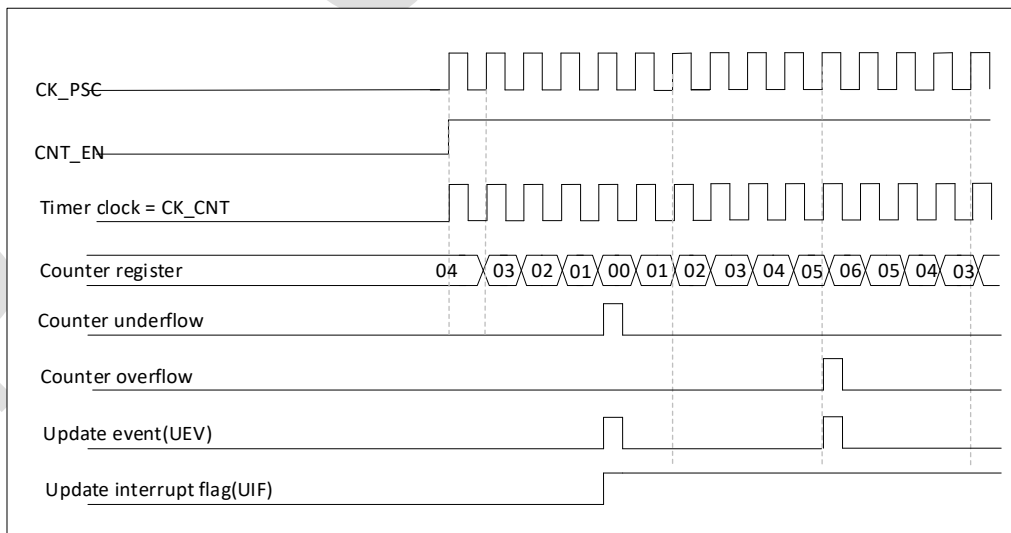 CK_PSC
CNT_EN
Timer clock = CK_CNT
Counter register 04 03 02 01 00 01 02 03 04 05 06 05 04 03
Counter underflow
Counter overflow
Update event(UEV)
Update interrupt flag(UIF)